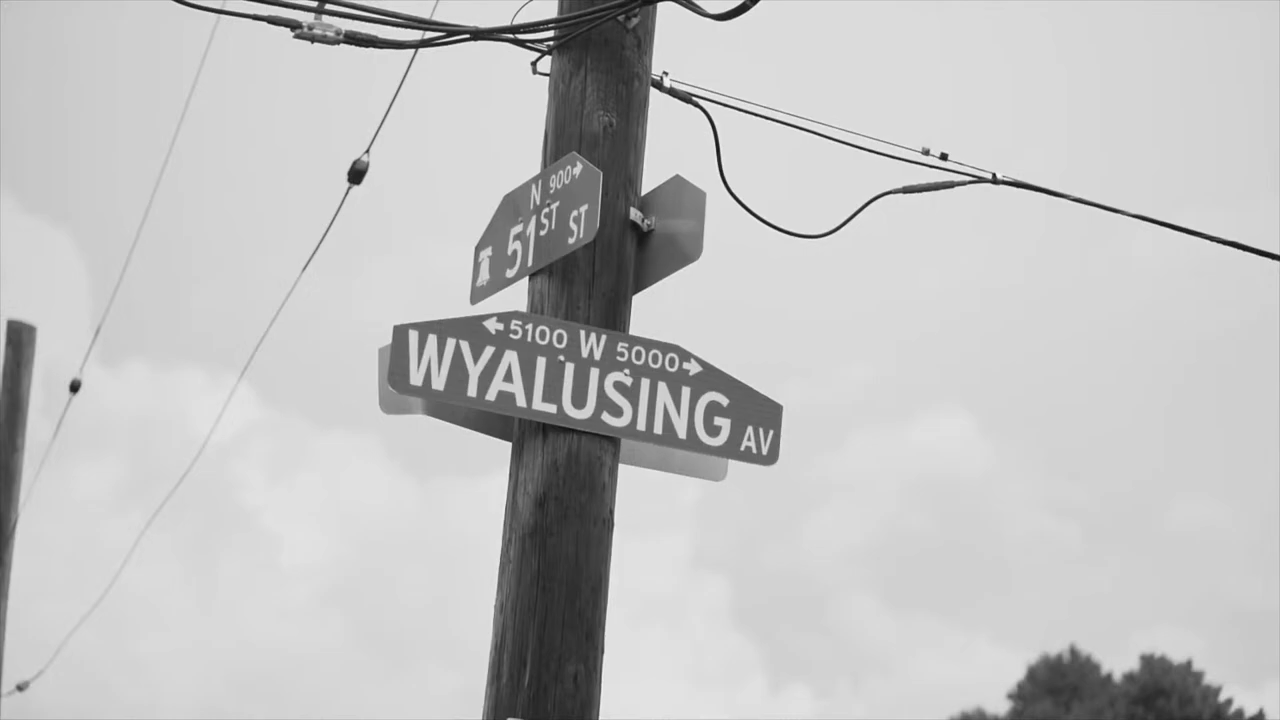 N 900→
51ST ST
←5100 W 5000→
WYALUSING AV